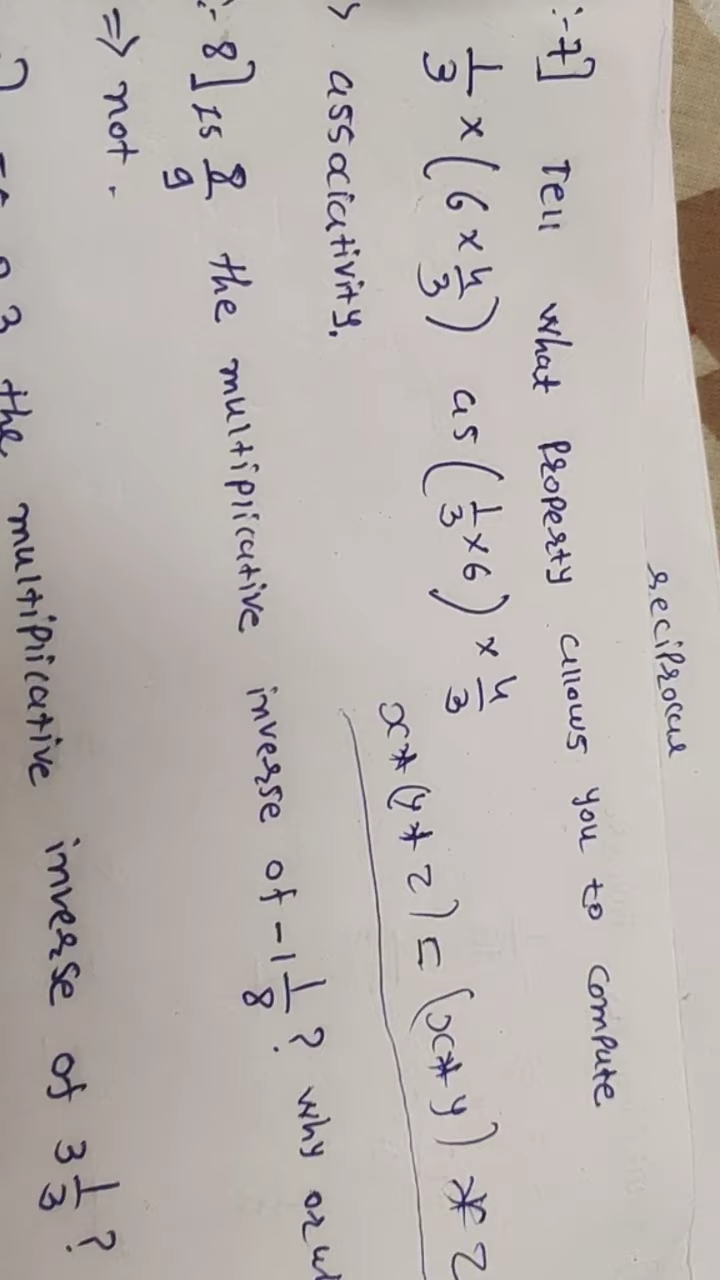 reciprocal
:-7] Tell what property allows you to compute
1/3 × (6 × 4/3) as (1/3 × 6) × 4/3
x * (y * z) = (x * y) * z
> associativity.
:- 8] is 8/9 the multiplicative inverse of -1 1/8 ? why or
⇒ not.
the multiplicative inverse of 3 1/3 ?